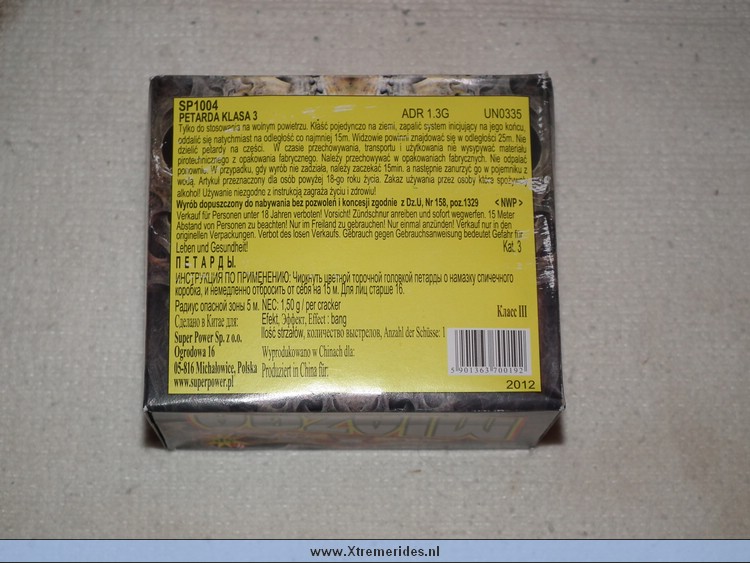 SP1004
PETARDA KLASA 3 ADR 1.3G UN0335
Tylko do stosowania na wolnym powietrzu. Kłaść pojedynczo na ziemi, zapalić system inicjujący na jego końcu,
oddalić się natychmiast na odległość co najmniej 15m. Widzowie powinni znajdować się w odległości 25m. Nie
dzielić petardy na części. W czasie przechowywania, transportu i użytkowania nie wysypywać materiału
pirotechnicznego z opakowania fabrycznego. Należy przechowywać w opakowaniach fabrycznych. Nie odpalać
ponownie. W przypadku, gdy wyrób nie zadziała, należy zaczekać 15min. a następnie zanurzyć go w pojemniku z
wodą. Artykuł przeznaczony dla osób powyżej 18-go roku życia. Zakaz używania przez osoby które spożywały
alkohol! Używanie niezgodne z instrukcją zagraża życiu i zdrowiu!
Wyrób dopuszczony do nabywania bez pozwoleń i koncesji zgodnie z Dz.U, Nr 158, poz.1329 <NWP>
Verkauf für Personen unter 18 Jahren verboten! Vorsicht! Zündschnur anreiben und sofort wegwerfen. 15 Meter
Abstand von Personen zu beachten! Nur im Freiland zu gebrauchen! Nur einmal anzünden! Verkauf nur in den
originellen Verpackungen. Verbot des losen Verkaufs. Gebrauch gegen Gebrauchsanweisung bedeutet Gefahr für
Leben und Gesundheit! Kat. 3
ПЕТАРДЫ.
ИНСТРУКЦИЯ ПО ПРИМЕНЕНИЮ: Чиркнуть цветной торочной головкой петарды о намазку спичечного
коробка, и немедленно отбросить от себя на 15 м. Для лиц старше 16.
Радиус опасной зоны 5 м. NEC: 1,50 g / per cracker
Сделано в Китае для: Efekt, Эффект, Effect : bang Класс III
Super Power Sp. z o.o. Ilość strzałów, количество выстрелов, Anzahl der Schüsse: 1
Ogrodowa 16 Wyprodukowano w Chinach dla:
05-816 Michałowice, Polska Produziert in China für:
www.superpower.pl
5 901363 700192
2012
www.Xtremerides.nl